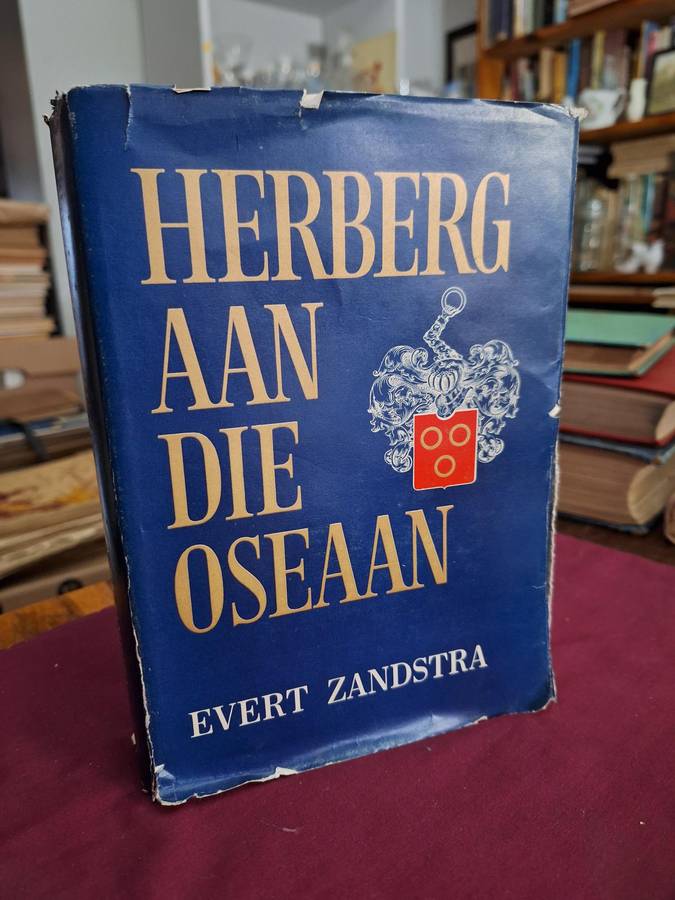 HERBERG
AAN
DIE
OSEAAN
EVERT ZANDSTRA